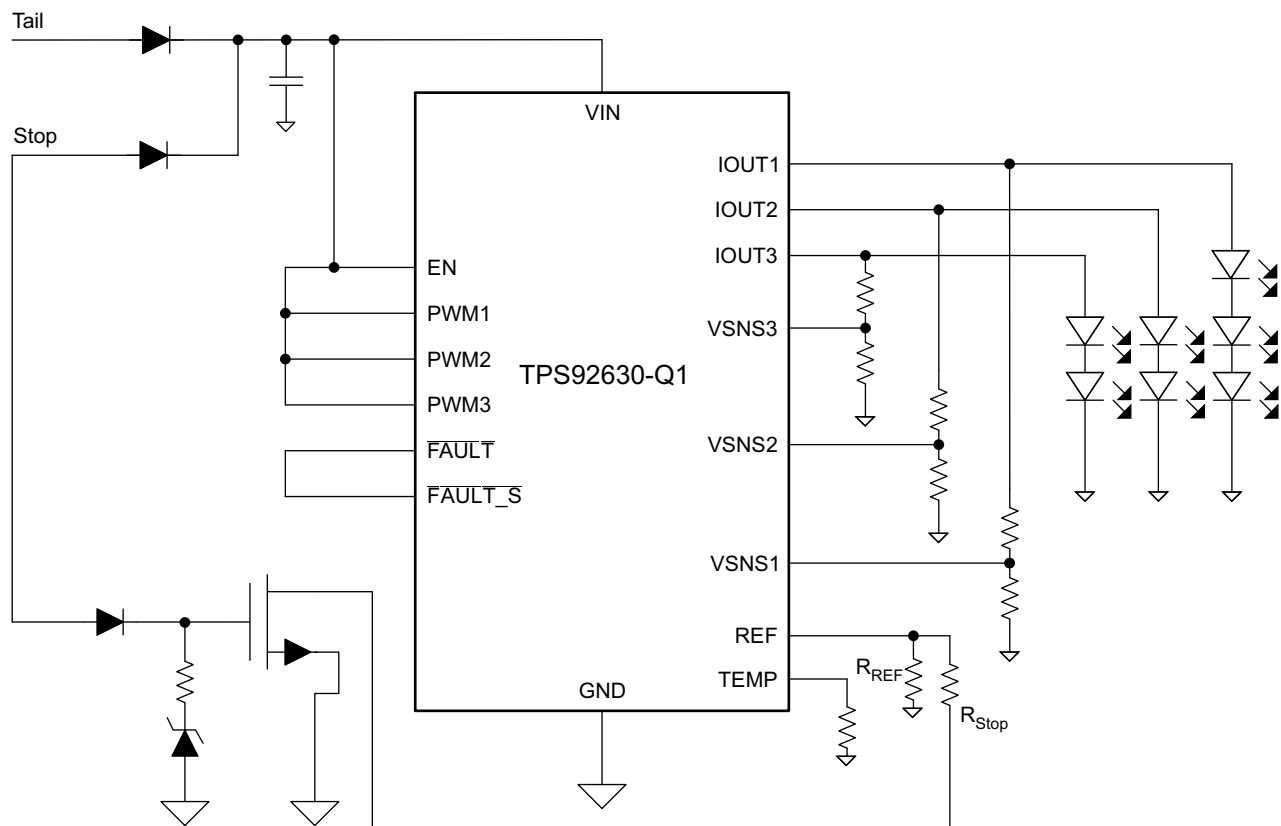 Tail
Stop
VIN
IOUT1
IOUT2
IOUT3
EN
PWM1
VSNS3
PWM2
TPS92630-Q1
PWM3
FAULT
VSNS2
FAULT_S
VSNS1
REF
TEMP
GND
RREF
RStop